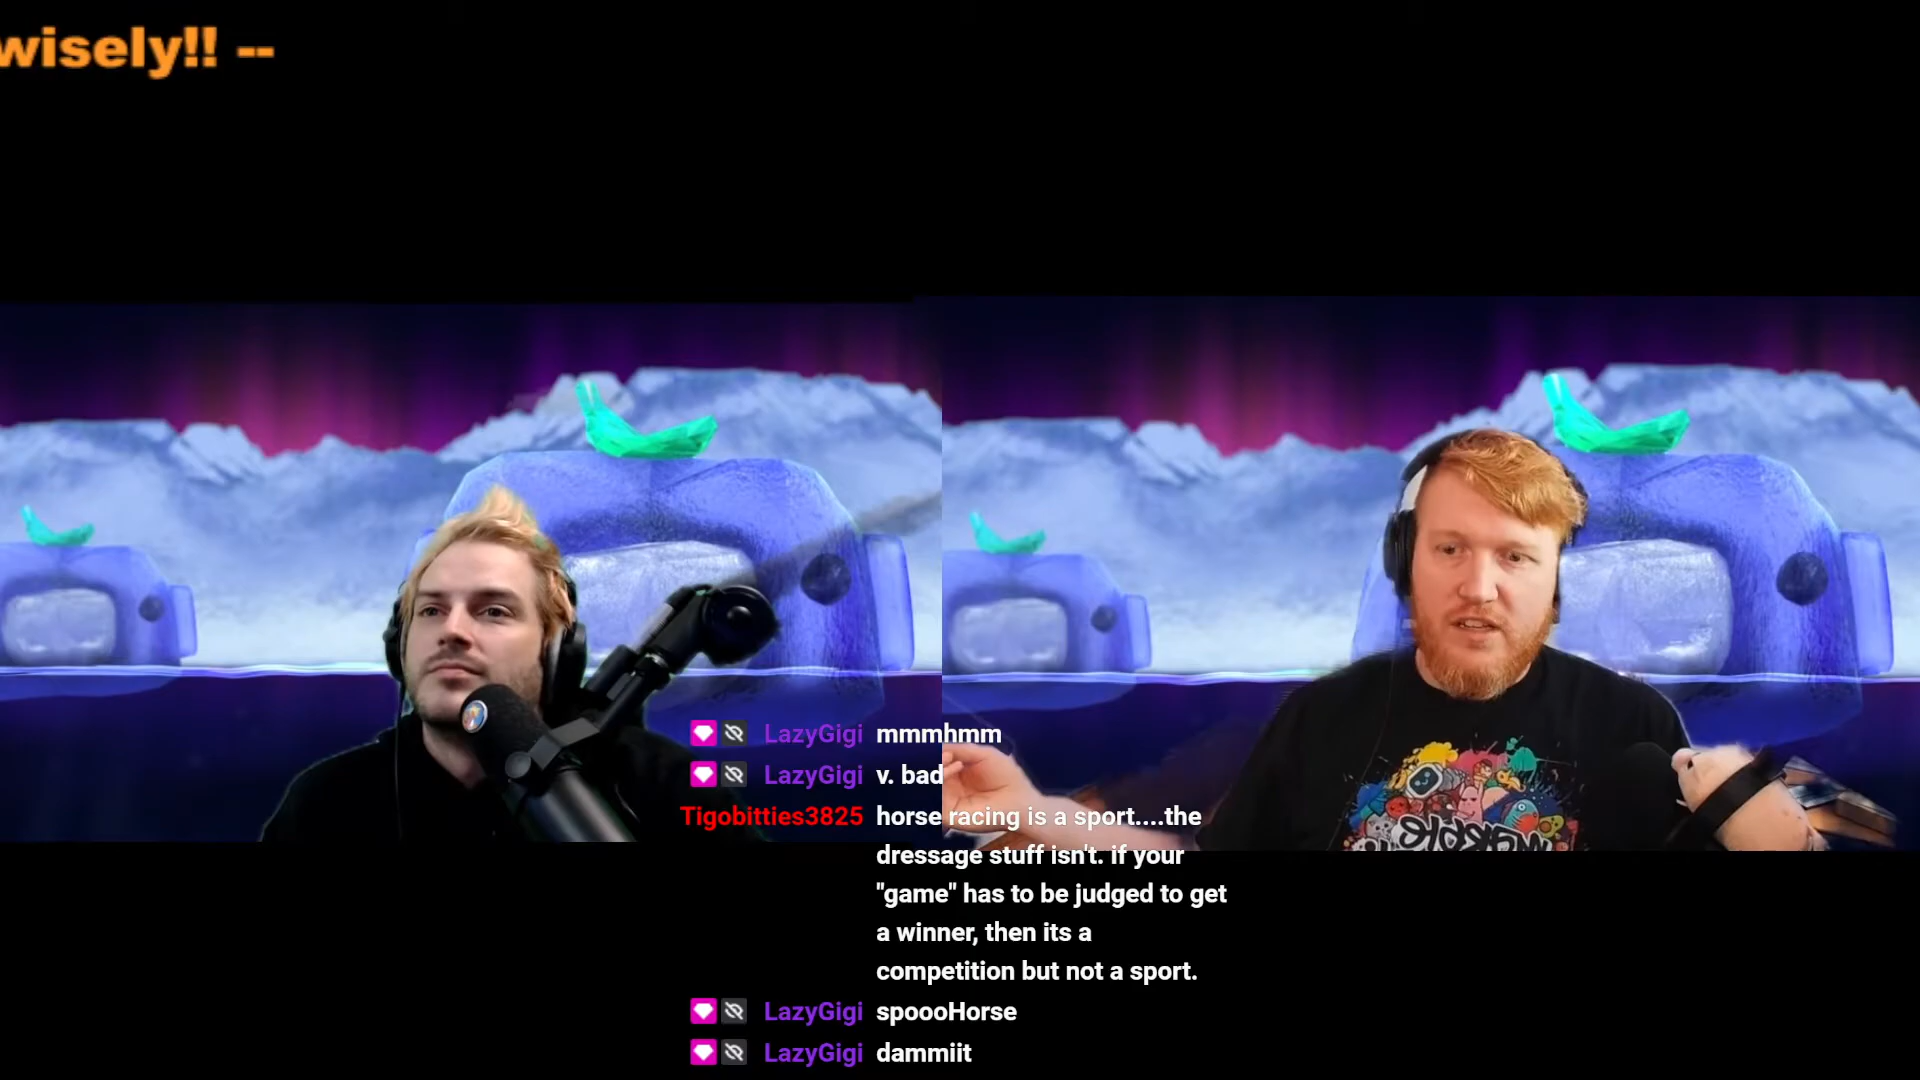 wisely!! --
LazyGigi mmmhmm
LazyGigi v. bad
Tigobitties3825 horse racing is a sport....the
dressage stuff isn't. if your
"game" has to be judged to get
a winner, then its a
competition but not a sport.
LazyGigi spoooHorse
LazyGigi dammiit